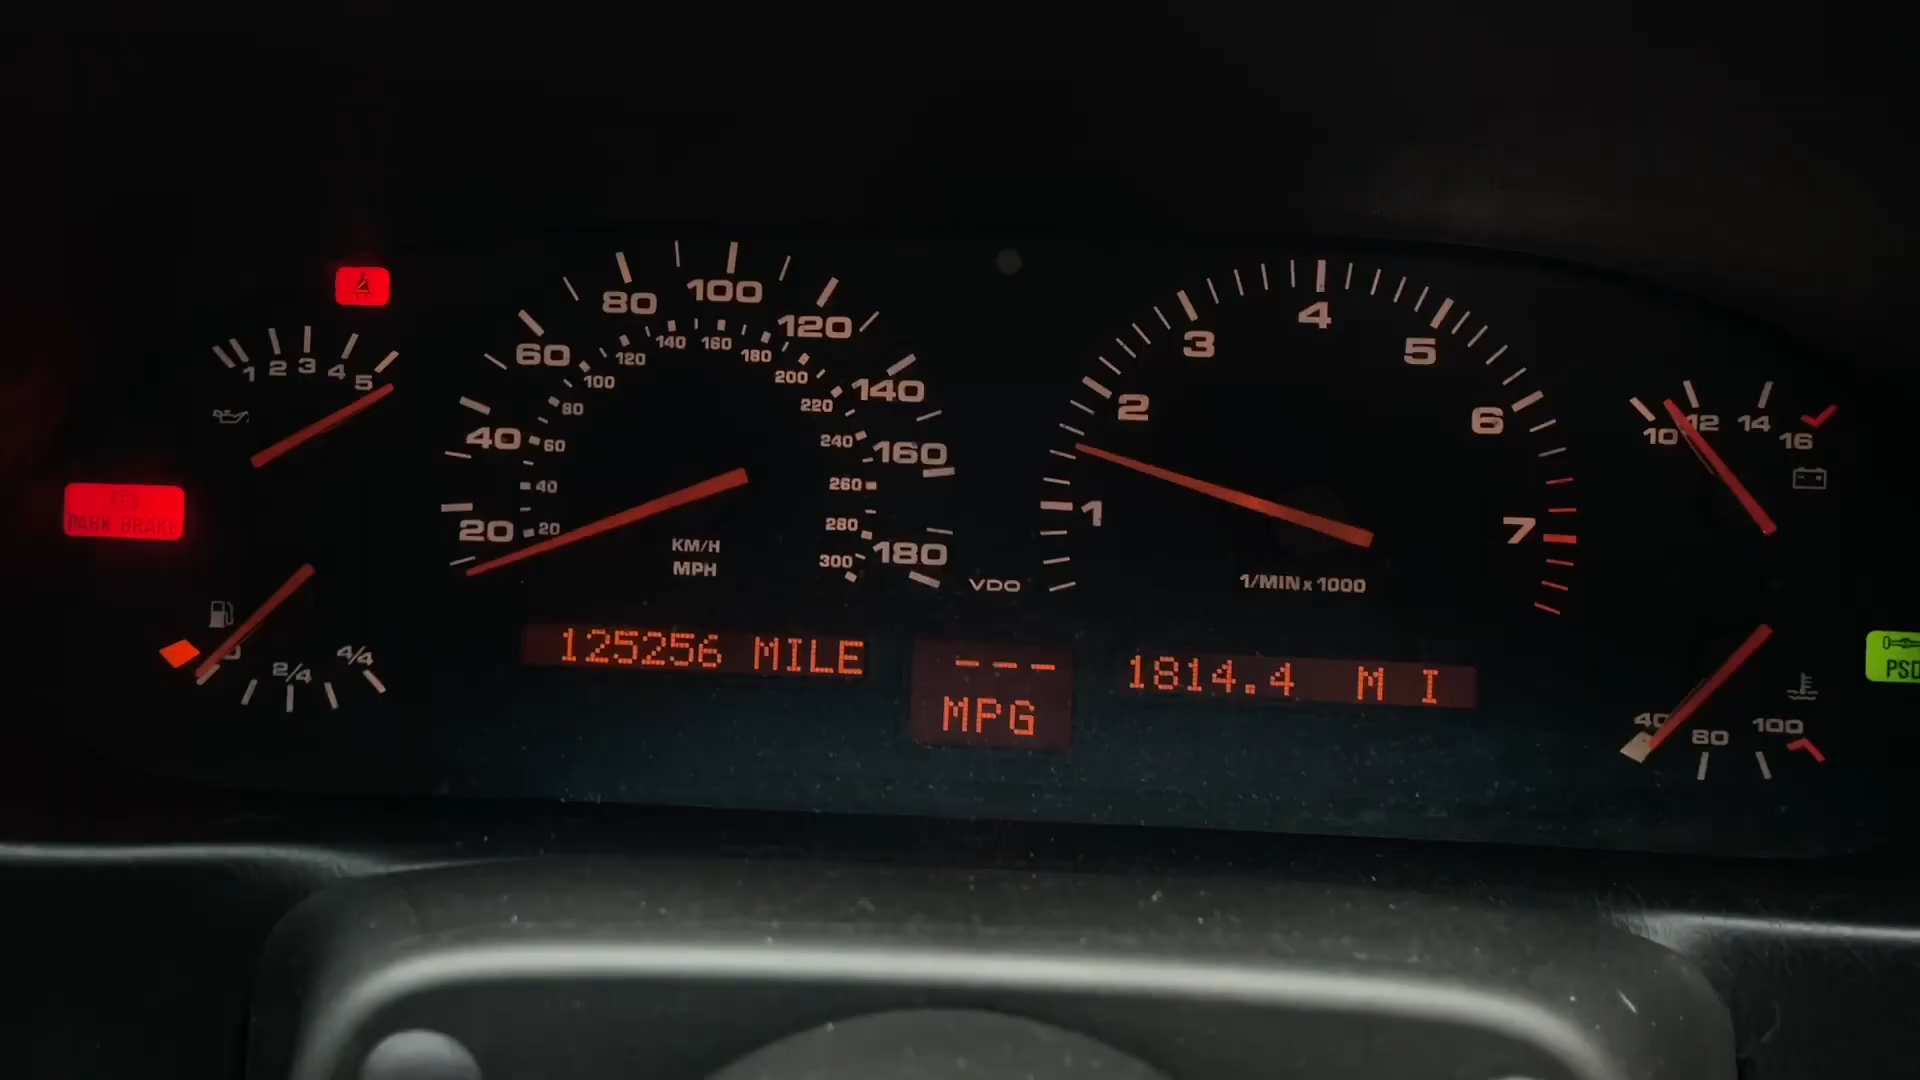 1 2 3 4 5
PARK BRAKE
0 2/4 4/4
20 40 60 80 100 120 140 160 180
20 40 60 80 100 120 140 160 180 200 220 240 260 280 300
KM/H
MPH
VDO
125256 MILE
---
MPG
1 2 3 4 5 6 7
1/MIN x 1000
1814.4 M I
10 12 14 16
PSD
40 80 100